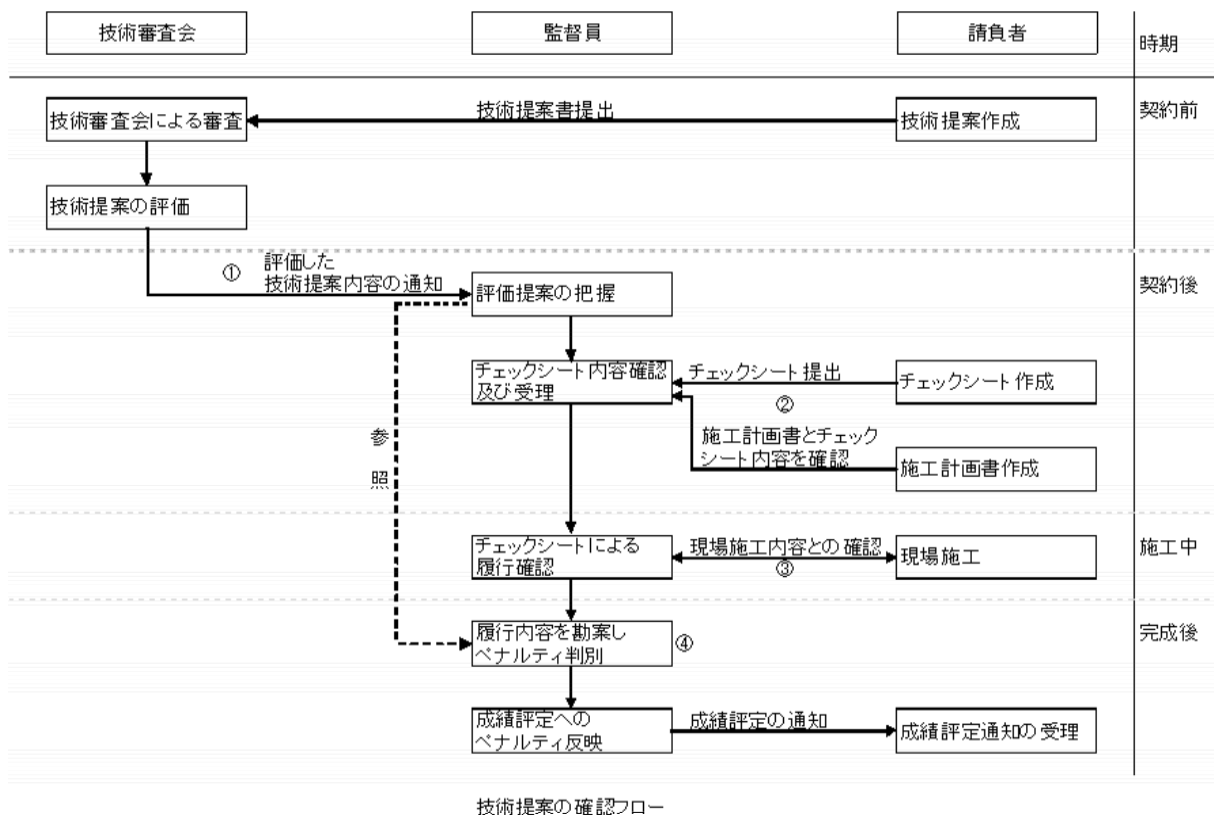 技術審査会
監督員
請負者
時期
技術提案書提出
契約前
技術審査会による審査
技術提案作成
技術提案の評価
① 評価した
技術提案内容の通知
契約後
評価提案の把握
チェックシート内容確認
及び受理
チェックシート提出
②
チェックシート作成
施工計画書とチェック
シート内容を確認
施工計画書作成
参
照
チェックシートによる
履行確認
現場施工内容との確認
③
現場施工
施工中
履行内容を勘案し
ペナルティ判別
④
完成後
成績評定への
ペナルティ反映
成績評定の通知
成績評定通知の受理
技術提案の確認フロー